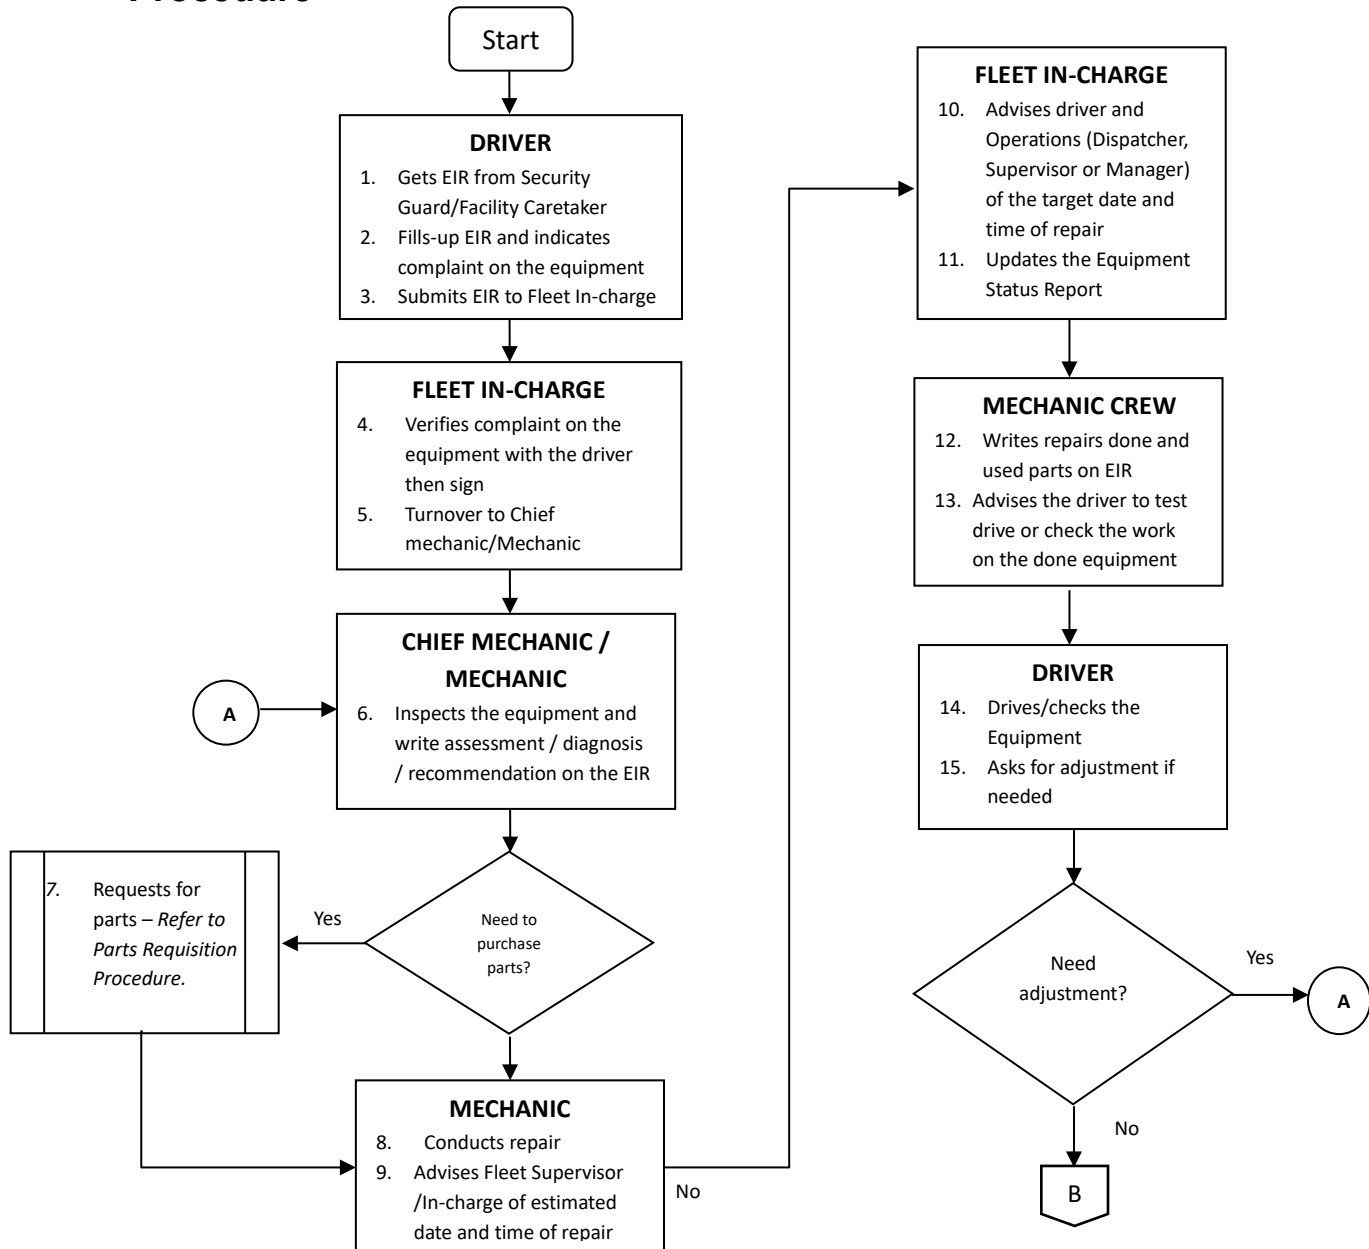 Procedure
Start
DRIVER
1. Gets EIR from Security
Guard/Facility Caretaker
2. Fills-up EIR and indicates
complaint on the equipment
3. Submits EIR to Fleet In-charge
FLEET IN-CHARGE
4. Verifies complaint on the
equipment with the driver
then sign
5. Turnover to Chief
mechanic/Mechanic
CHIEF MECHANIC /
MECHANIC
6. Inspects the equipment and
write assessment / diagnosis
/ recommendation on the EIR
A
Need to
purchase
parts?
Yes
7. Requests for
parts – Refer to
Parts Requisition
Procedure.
MECHANIC
8. Conducts repair
9. Advises Fleet Supervisor
/In-charge of estimated
date and time of repair
No
FLEET IN-CHARGE
10. Advises driver and
Operations (Dispatcher,
Supervisor or Manager)
of the target date and
time of repair
11. Updates the Equipment
Status Report
MECHANIC CREW
12. Writes repairs done and
used parts on EIR
13. Advises the driver to test
drive or check the work
on the done equipment
DRIVER
14. Drives/checks the
Equipment
15. Asks for adjustment if
needed
Need
adjustment?
Yes
A
No
B